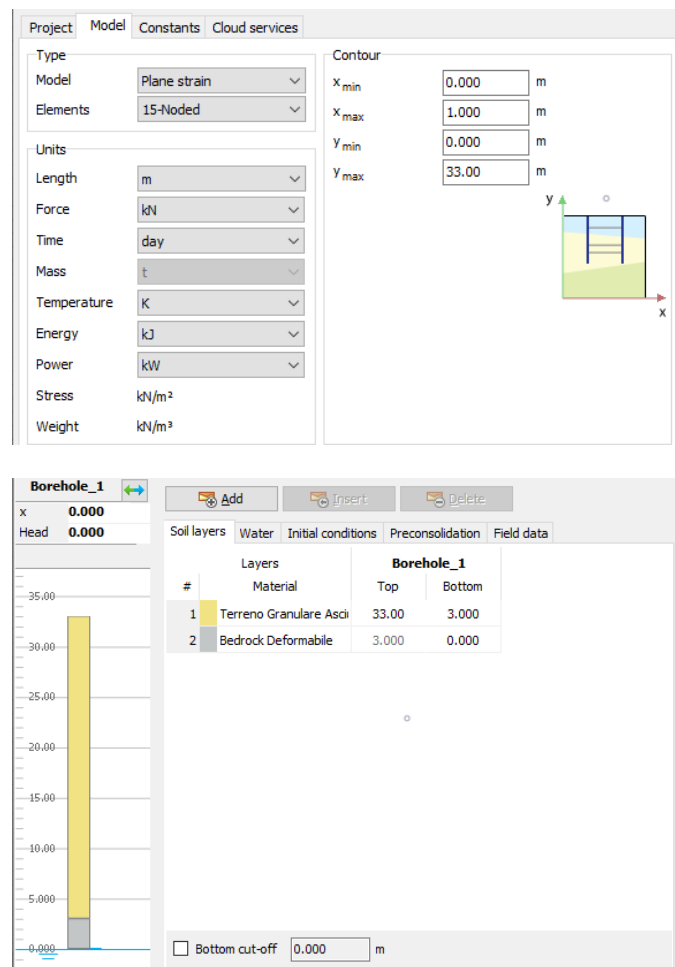 Project Model Constants Cloud services
Type
Model Plane strain
Elements 15-Noded
Units
Length m
Force kN
Time day
Mass t
Temperature K
Energy kJ
Power kW
Stress kN/m²
Weight kN/m³
Contour
x min 0.000 m
x max 1.000 m
y min 0.000 m
y max 33.00 m
y
x
Borehole_1
x 0.000
Head 0.000
35.00
30.00
25.00
20.00
15.00
10.00
5.000
0.000
Add Insert Delete
Soil layers Water Initial conditions Preconsolidation Field data
Layers Borehole_1
# Material Top Bottom
1 Terreno Granulare Asciu 33.00 3.000
2 Bedrock Deformabile 3.000 0.000
Bottom cut-off 0.000 m